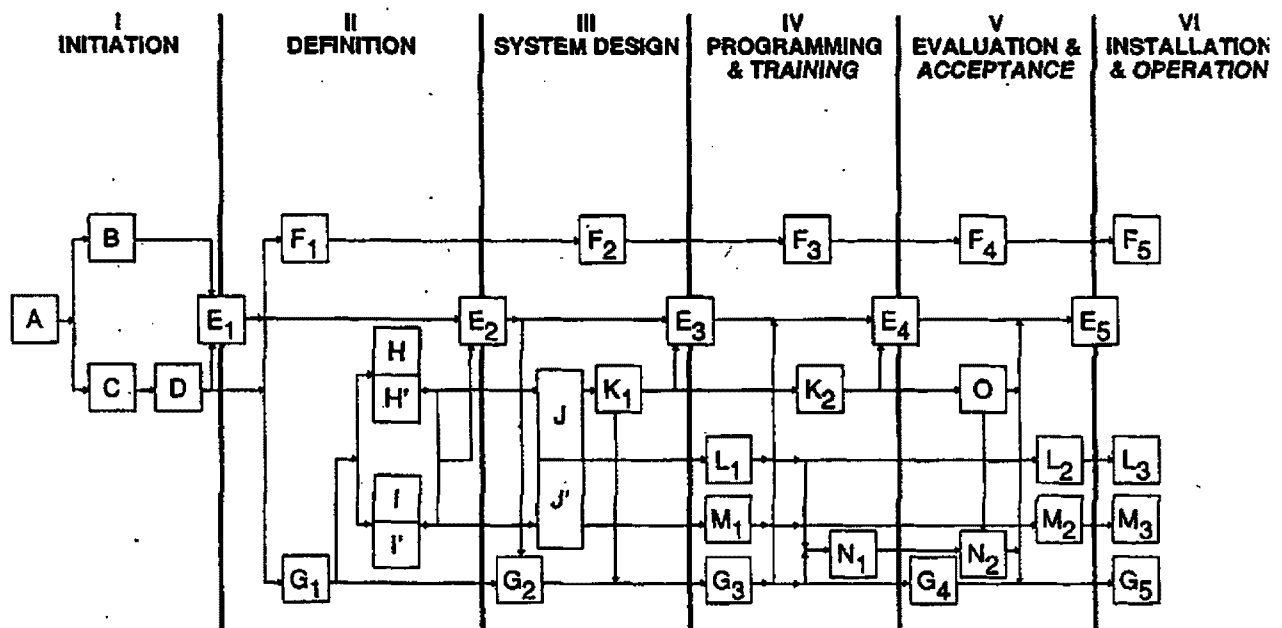 I
INITIATION
II
DEFINITION
III
SYSTEM DESIGN
IV
PROGRAMMING
& TRAINING
V
EVALUATION &
ACCEPTANCE
VI
INSTALLATION
& OPERATION
B
F1
F2
F3
F4
F5
A
E1
E2
E3
E4
E5
C
D
H
H'
J
K1
K2
O
L1
L2
L3
I
I'
J'
M1
M2
M3
N1
N2
G1
G2
G3
G4
G5